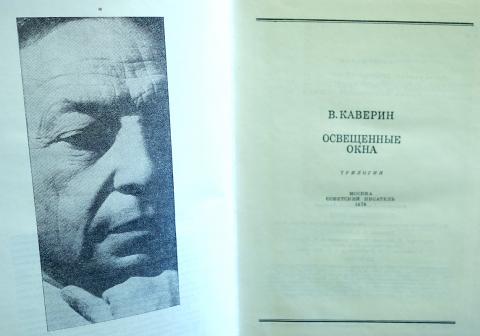 В. КАВЕРИН
ОСВЕЩЕННЫЕ
ОКНА
ТРИЛОГИЯ
МОСКВА
СОВЕТСКИЙ ПИСАТЕЛЬ
1978